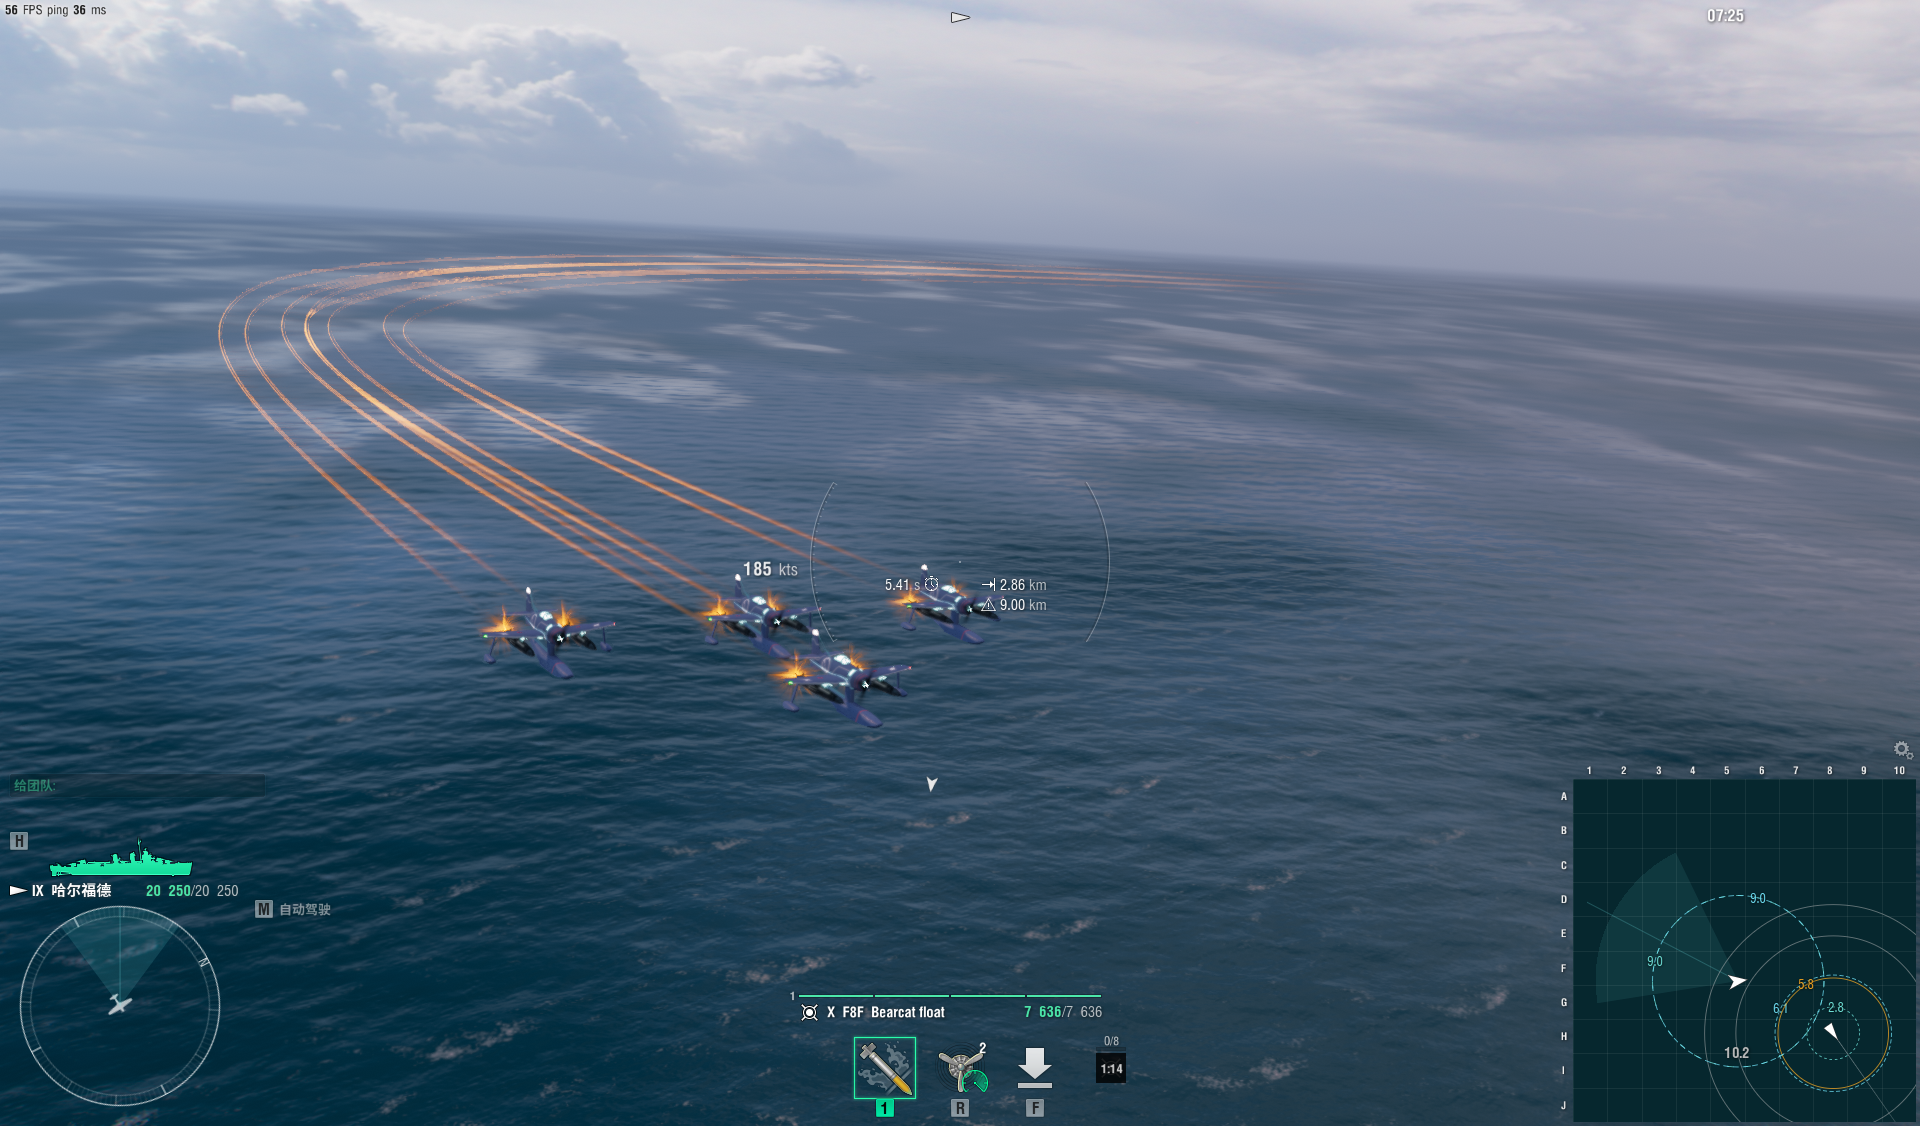 56 FPS ping 36 ms
07:25
185 kts
5.41 s
2.86 km
9.00 km
给团队:
H
IX 哈尔福德 20 250/20 250
M 自动驾驶
N
1
X F8F Bearcat float 7 636/7 636
2
0/8
1:14
1 R F
1 2 3 4 5 6 7 8 9 10
A
B
C
D
E
F
G
H
I
J
9.0
9.0
5.8
6.1
2.8
10.2